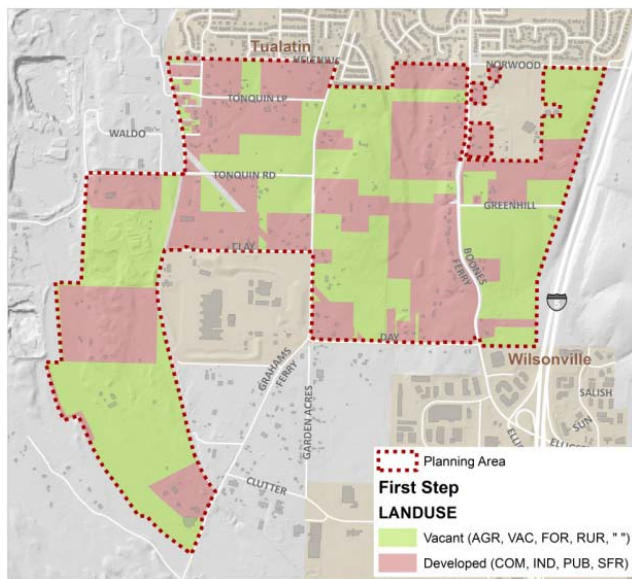 Tualatin
NORWOOD
TONQUIN LP
WALDO
TONQUIN RD
GREENHILL
CLAY
BOONES
FERRY
DAY
GRAHAMS
FERRY
GARDEN ACRES
Wilsonville
SALISH
SUN
CLUTTER
Planning Area
First Step
LANDUSE
Vacant (AGR, VAC, FOR, RUR, " ")
Developed (COM, IND, PUB, SFR)